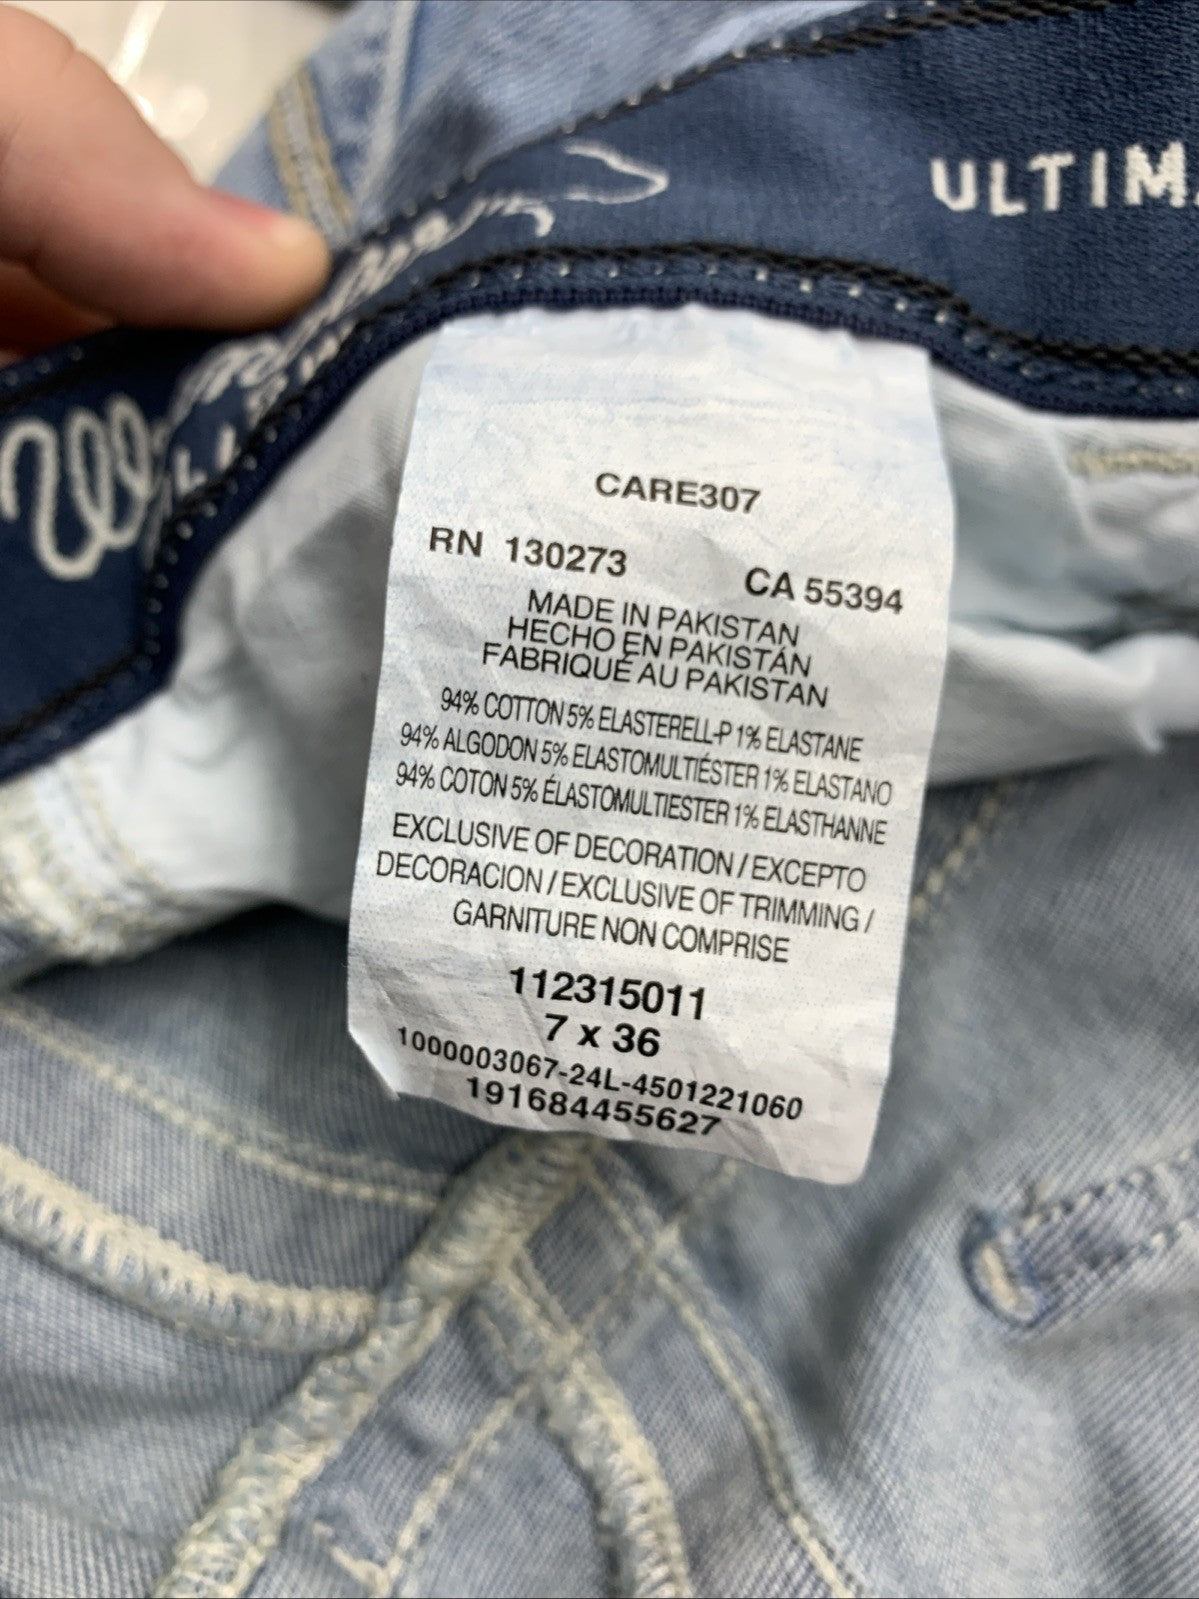 ULTIM
CARE307
RN 130273
CA 55394
MADE IN PAKISTAN
HECHO EN PAKISTÁN
FABRIQUÉ AU PAKISTAN
94% COTTON 5% ELASTERELL-P 1% ELASTANE
94% ALGODON 5% ELASTOMULTIÉSTER 1% ELASTANO
94% COTON 5% ÉLASTOMULTIESTER 1% ELASTHANNE
EXCLUSIVE OF DECORATION / EXCEPTO
DECORACION / EXCLUSIVE OF TRIMMING /
GARNITURE NON COMPRISE
112315011
7 x 36
1000003067-24L-4501221060
191684455627